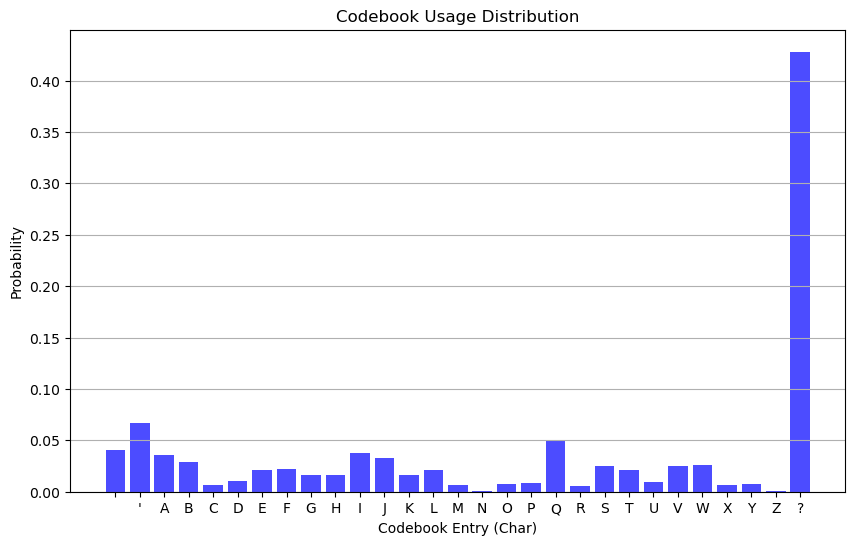 Codebook Usage Distribution
Probability
0.40
0.35
0.30
0.25
0.20
0.15
0.10
0.05
0.00
' A B C D E F G H I J K L M N O P Q R S T U V W X Y Z ?
Codebook Entry (Char)